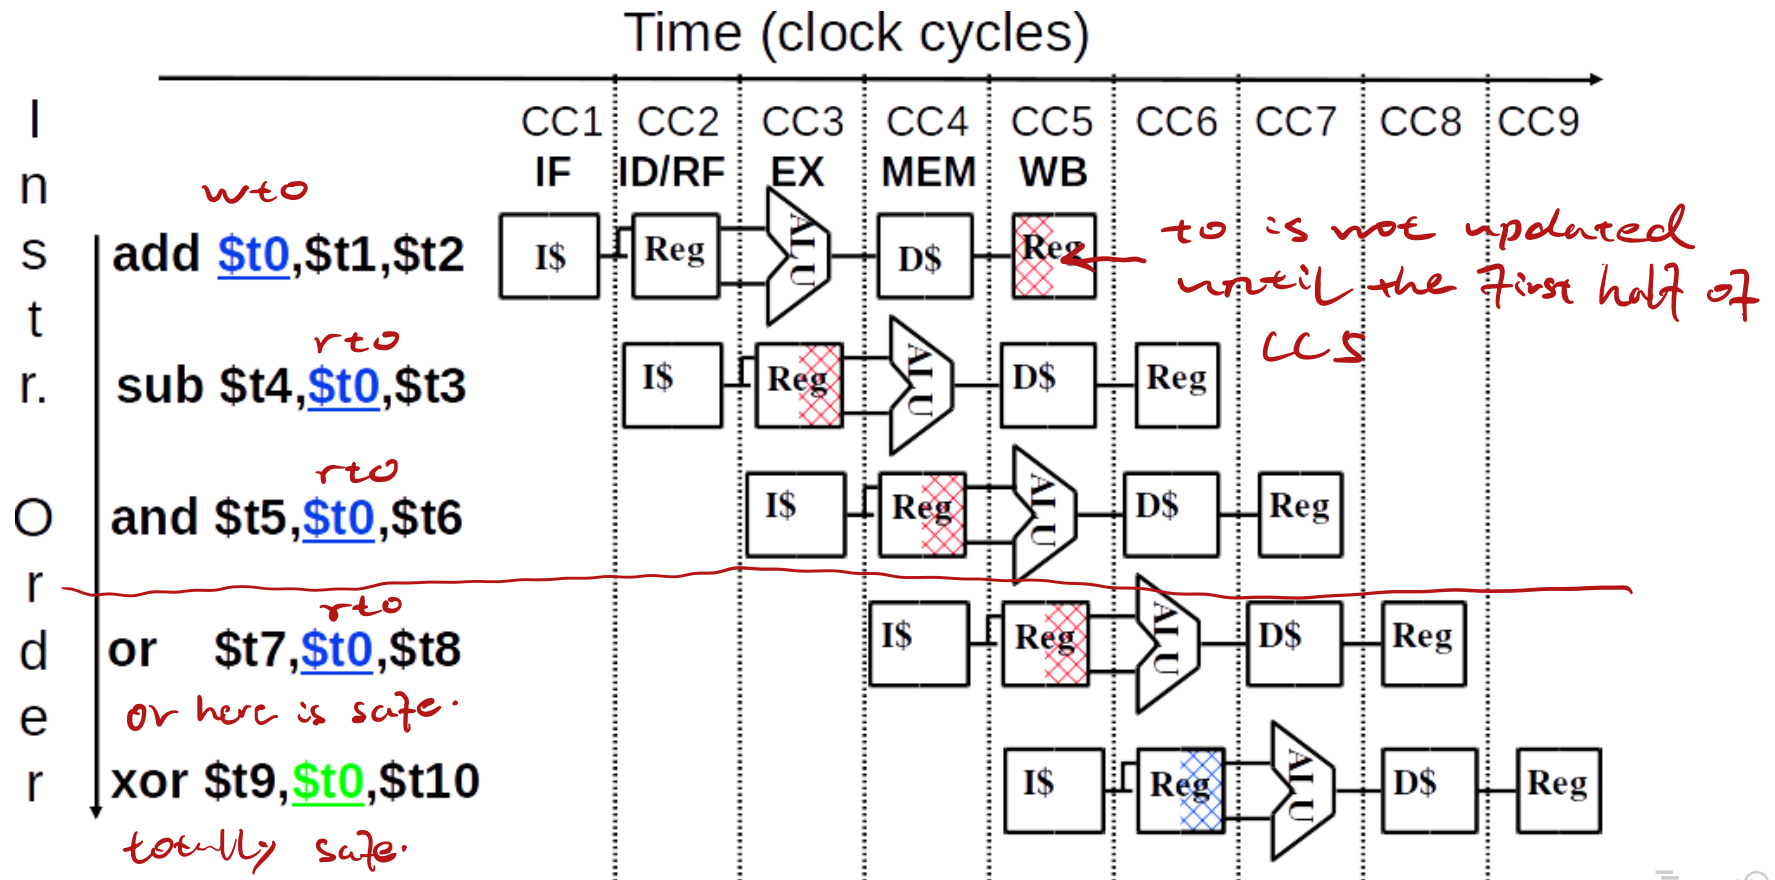 Time (clock cycles)
CC1 CC2 CC3 CC4 CC5 CC6 CC7 CC8 CC9
IF ID/RF EX MEM WB
Instr. Order
wt0
add $t0,$t1,$t2
I$ Reg ALU D$ Reg
t0 is not updated
until the first half of
CC5
rt0
sub $t4,$t0,$t3
I$ Reg ALU D$ Reg
rt0
and $t5,$t0,$t6
I$ Reg ALU D$ Reg
rt0
or $t7,$t0,$t8
I$ Reg ALU D$ Reg
or here is safe.
xor $t9,$t0,$t10
I$ Reg ALU D$ Reg
totally safe.